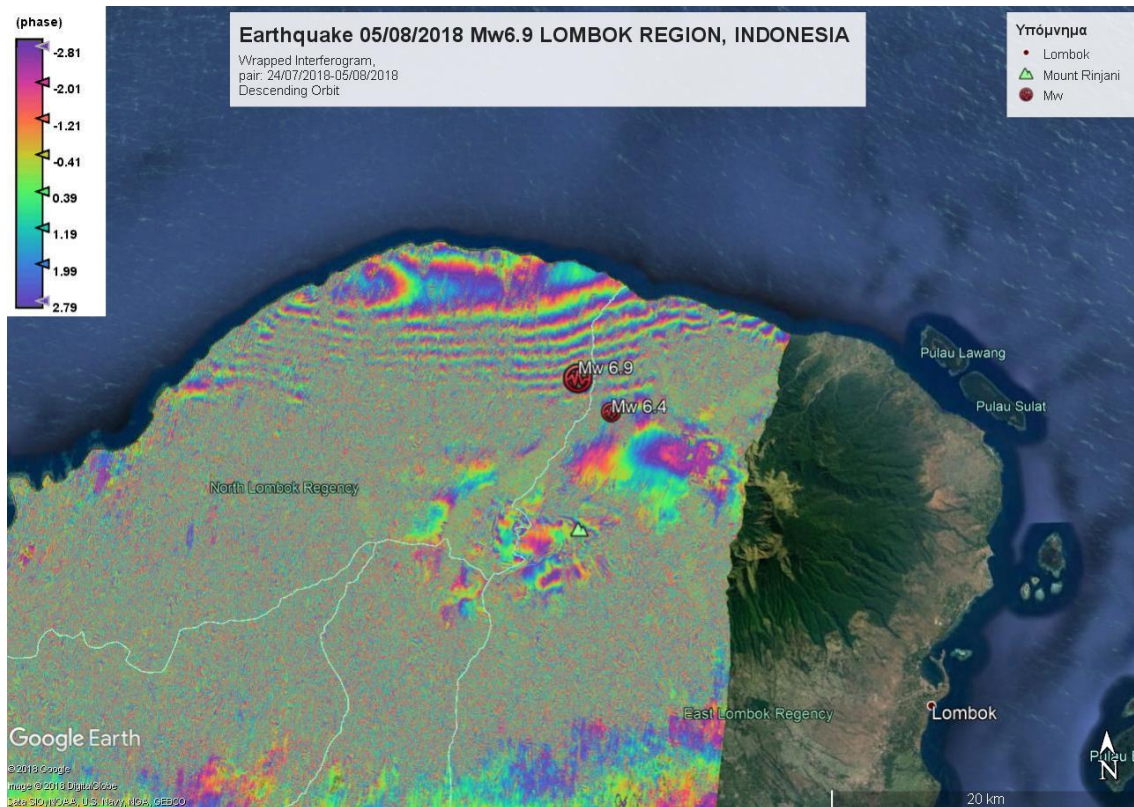 (phase)
-2.81
-2.01
-1.21
-0.41
0.39
1.19
1.99
2.79
Earthquake 05/08/2018 Mw6.9 LOMBOK REGION, INDONESIA
Wrapped Interferogram,
pair: 24/07/2018-05/08/2018
Descending Orbit
Υπόμνημα
Lombok
Mount Rinjani
Mw
Pulau Lawang
Pulau Sulat
Mw 6.9
Mw 6.4
North Lombok Regency
East Lombok Regency
Lombok
Pulau
N
Google Earth
© 2018 Google
Image © 2018 DigitalGlobe
Data SIO, NOAA, U.S. Navy, NGA, GEBCO
20 km